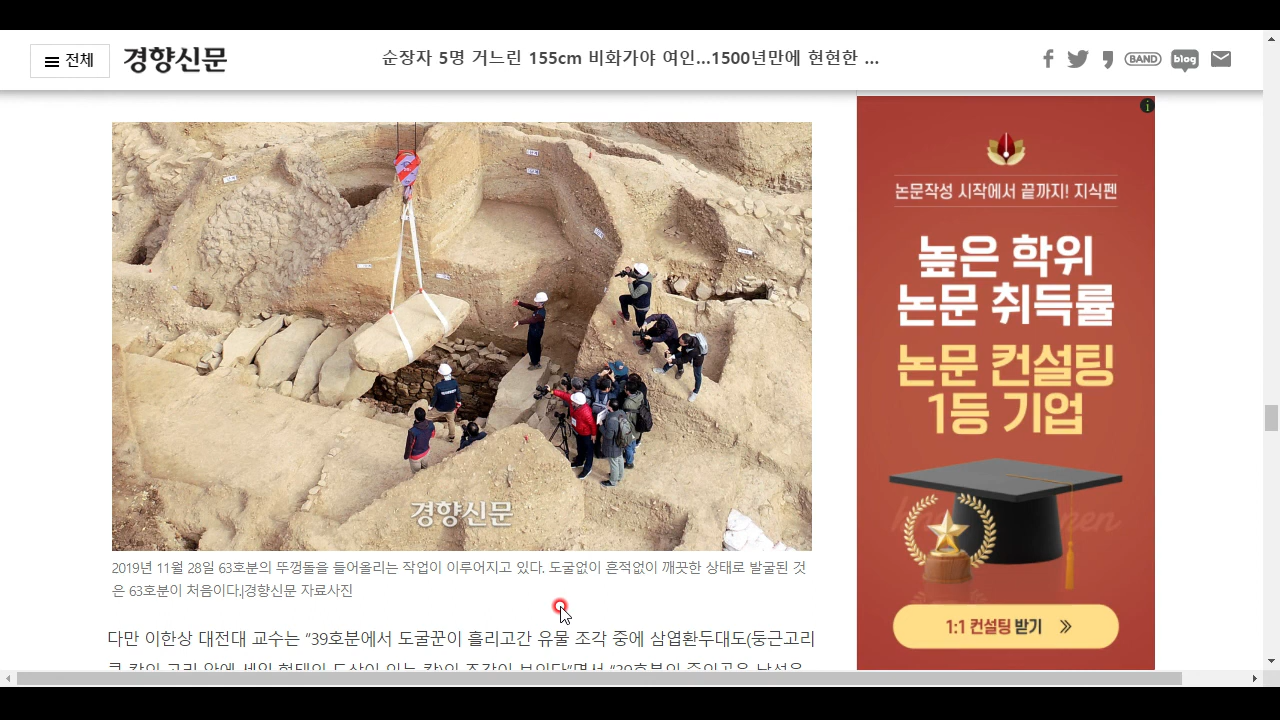 전체
경향신문
순장자 5명 거느린 155cm 비화가야 여인...1500년만에 현현한 ...
BAND
blog
경향신문
2019년 11월 28일 63호분의 뚜껑돌을 들어올리는 작업이 이루어지고 있다. 도굴없이 흔적없이 깨끗한 상태로 발굴된 것
은 63호분이 처음이다.|경향신문 자료사진
다만 이한상 대전대 교수는 “39호분에서 도굴꾼이 흘리고간 유물 조각 중에 삼엽환두대도(둥근고리
논문작성 시작에서 끝까지! 지식펜
높은 학위
논문 취득률
논문 컨설팅
1등 기업
1:1 컨설팅 받기